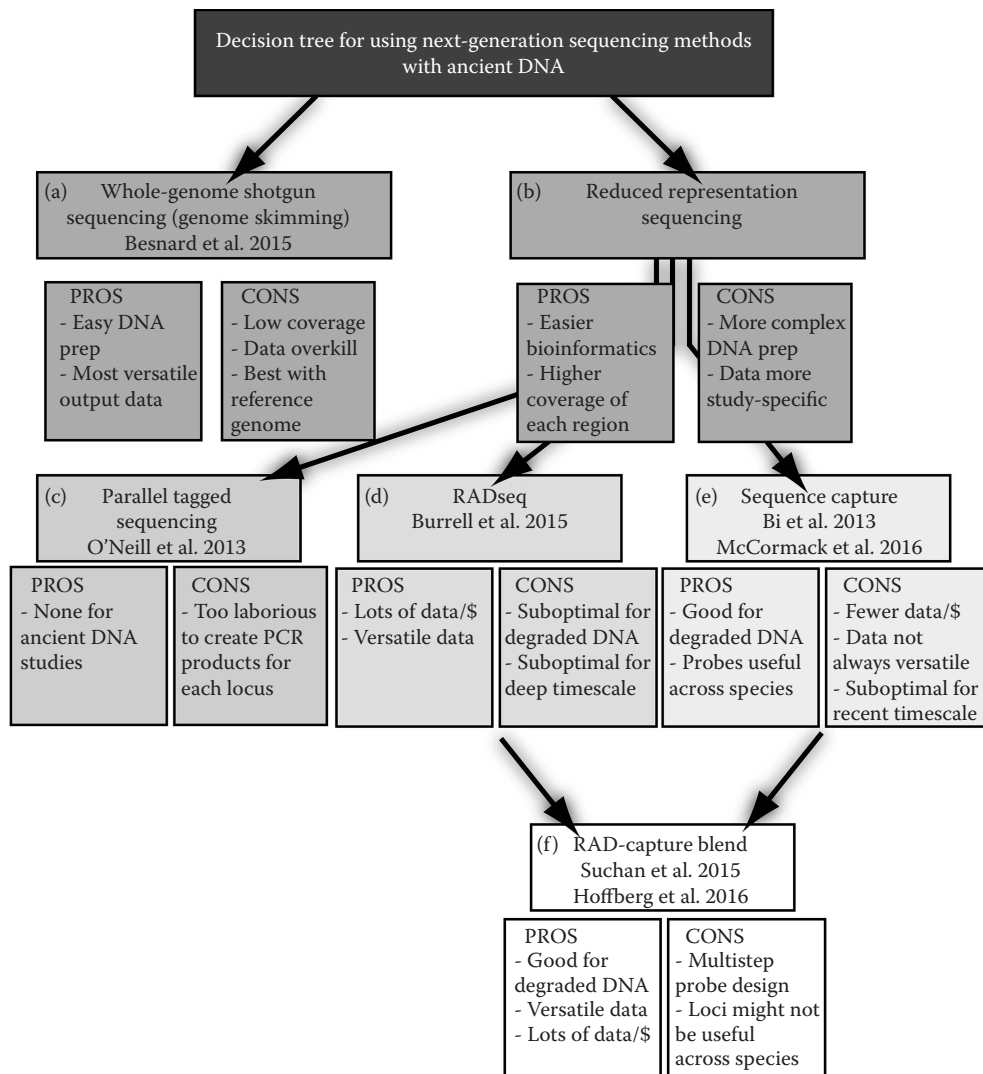 Decision tree for using next-generation sequencing methods
with ancient DNA
(a) Whole-genome shotgun
sequencing (genome skimming)
Besnard et al. 2015
(b) Reduced representation
sequencing
PROS
- Easy DNA
prep
- Most versatile
output data
CONS
- Low coverage
- Data overkill
- Best with
reference
genome
PROS
- Easier
bioinformatics
- Higher
coverage of
each region
CONS
- More complex
DNA prep
- Data more
study-specific
(c) Parallel tagged
sequencing
O’Neill et al. 2013
(d) RADseq
Burrell et al. 2015
(e) Sequence capture
Bi et al. 2013
McCormack et al. 2016
PROS
- None for
ancient DNA
studies
CONS
- Too laborious
to create PCR
products for
each locus
PROS
- Lots of data/$
- Versatile data
CONS
- Suboptimal for
degraded DNA
- Suboptimal for
deep timescale
PROS
- Good for
degraded DNA
- Probes useful
across species
CONS
- Fewer data/$
- Data not
always versatile
- Suboptimal for
recent timescale
(f) RAD-capture blend
Suchan et al. 2015
Hoffberg et al. 2016
PROS
- Good for
degraded DNA
- Versatile data
- Lots of data/$
CONS
- Multistep
probe design
- Loci might not
be useful
across species